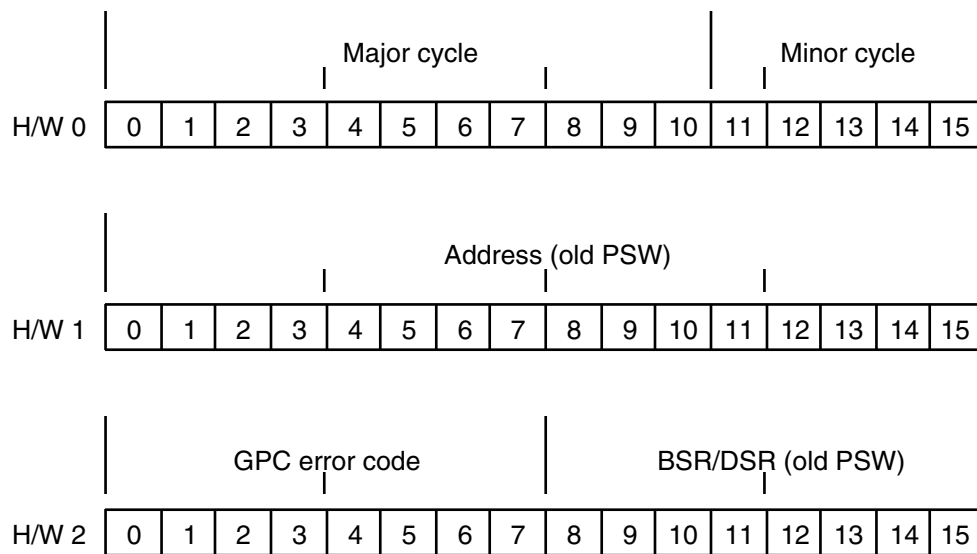 Major cycle Minor cycle
H/W 0 0 1 2 3 4 5 6 7 8 9 10 11 12 13 14 15
Address (old PSW)
H/W 1 0 1 2 3 4 5 6 7 8 9 10 11 12 13 14 15
GPC error code BSR/DSR (old PSW)
H/W 2 0 1 2 3 4 5 6 7 8 9 10 11 12 13 14 15